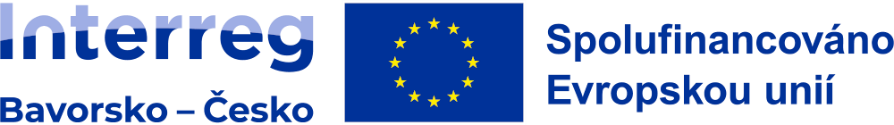 Interreg
Bavorsko – Česko
Spolufinancováno
Evropskou unií